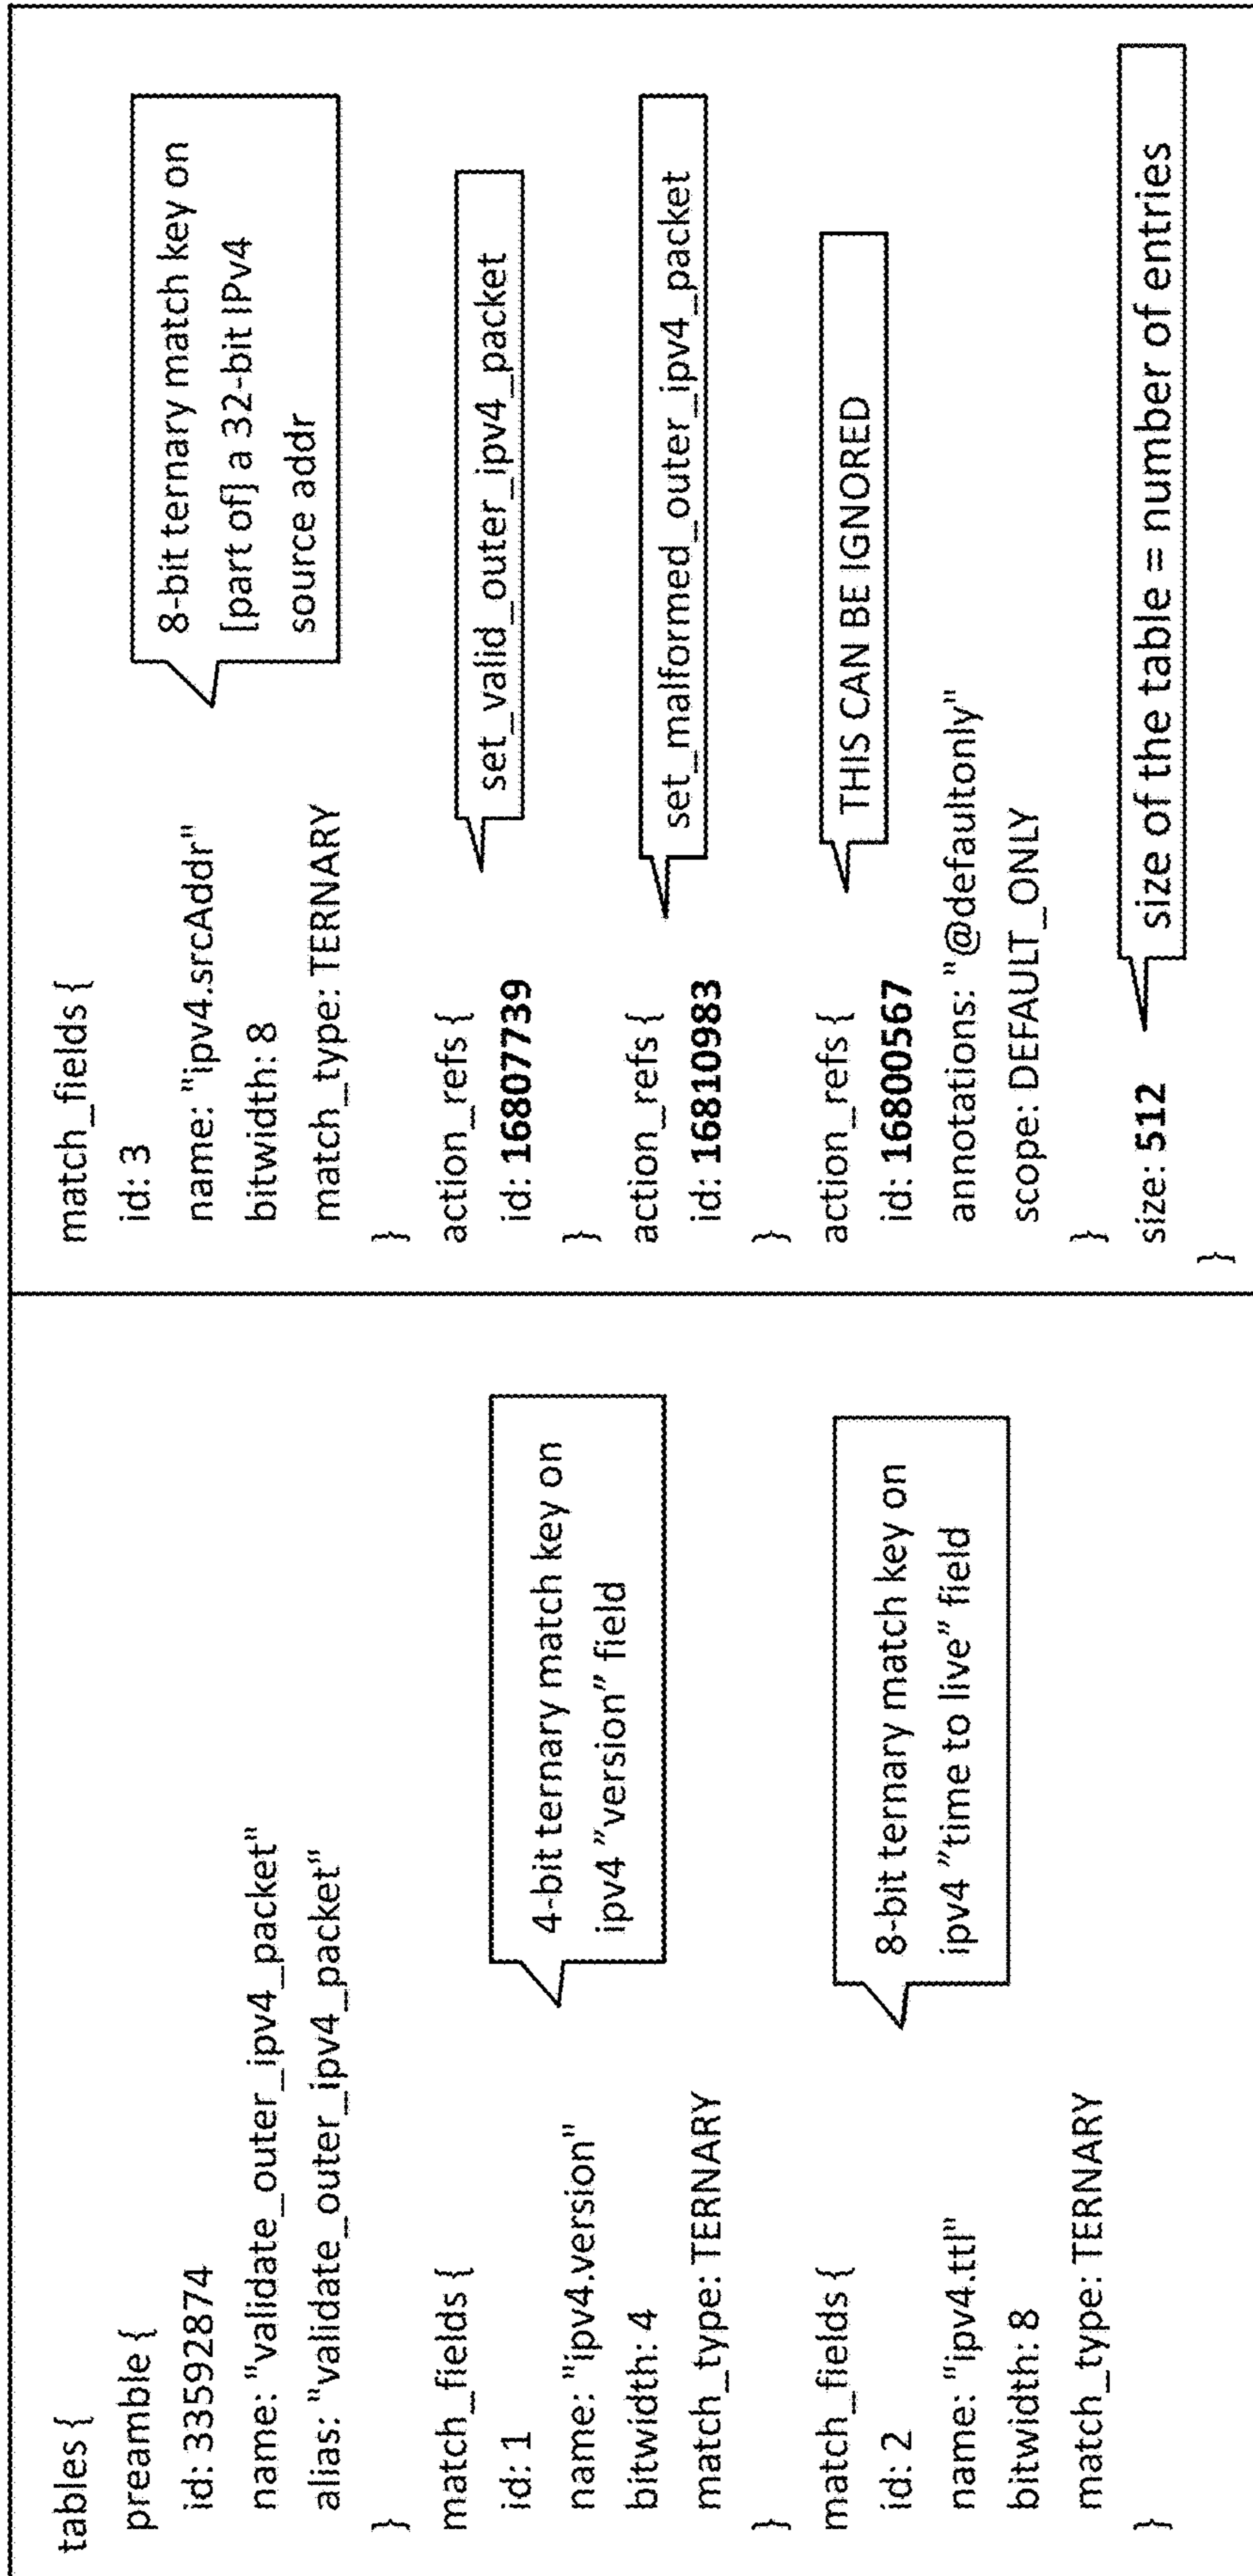 tables {
preamble {
id: 33592874
name: "validate_outer_ipv4_packet"
alias: "validate_outer_ipv4_packet"
}
match_fields {
id: 1
name: "ipv4.version"
bitwidth: 4
match_type: TERNARY
4-bit ternary match key on
ipv4 ”version” field
}
match_fields {
id: 2
name: "ipv4.ttl"
bitwidth: 8
match_type: TERNARY
8-bit ternary match key on
ipv4 ”time to live” field
}
match_fields {
id: 3
name: "ipv4.srcAddr"
bitwidth: 8
match_type: TERNARY
8-bit ternary match key on
[part of] a 32-bit IPv4
source addr
}
action_refs {
id: 16807739
set_valid_outer_ipv4_packet
}
action_refs {
id: 16810983
set_malformed_outer_ipv4_packet
}
action_refs {
id: 16800567
THIS CAN BE IGNORED
annotations: "@defaultonly"
scope: DEFAULT_ONLY
}
size: 512
size of the table = number of entries
}